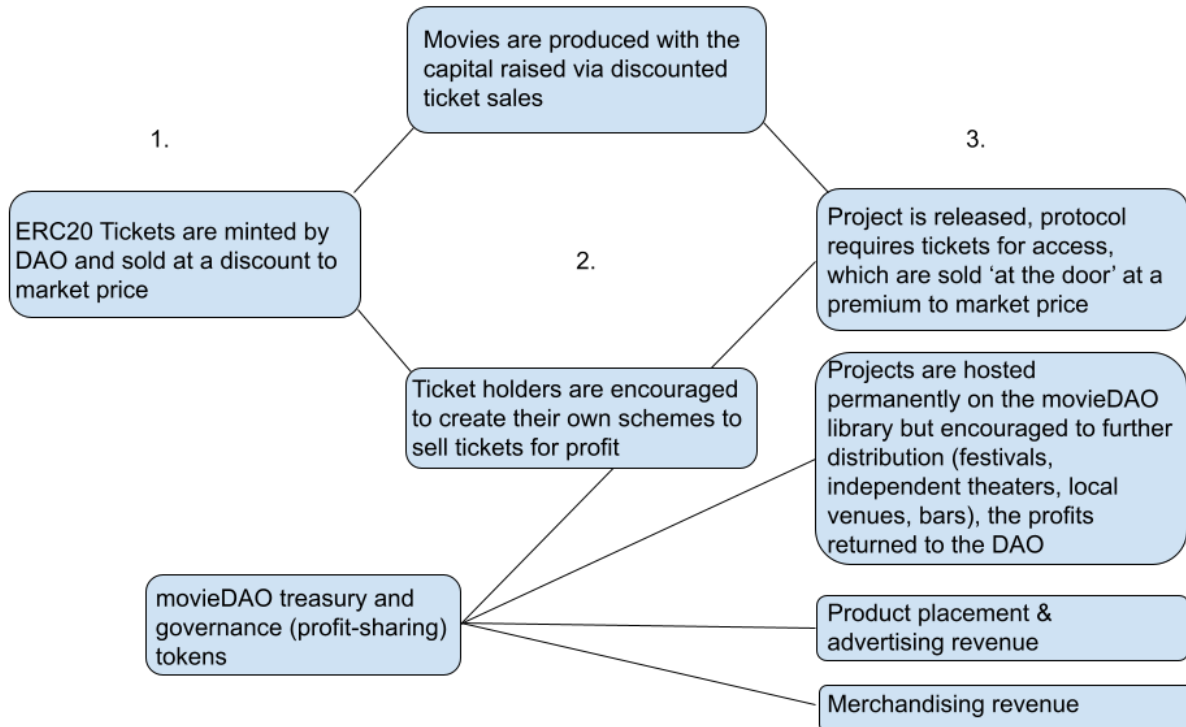 Movies are produced with the
capital raised via discounted
ticket sales
1.
3.
ERC20 Tickets are minted by
DAO and sold at a discount to
market price
2.
Project is released, protocol
requires tickets for access,
which are sold ‘at the door’ at a
premium to market price
Ticket holders are encouraged
to create their own schemes to
sell tickets for profit
Projects are hosted
permanently on the movieDAO
library but encouraged to further
distribution (festivals,
independent theaters, local
venues, bars), the profits
returned to the DAO
movieDAO treasury and
governance (profit-sharing)
tokens
Product placement &
advertising revenue
Merchandising revenue